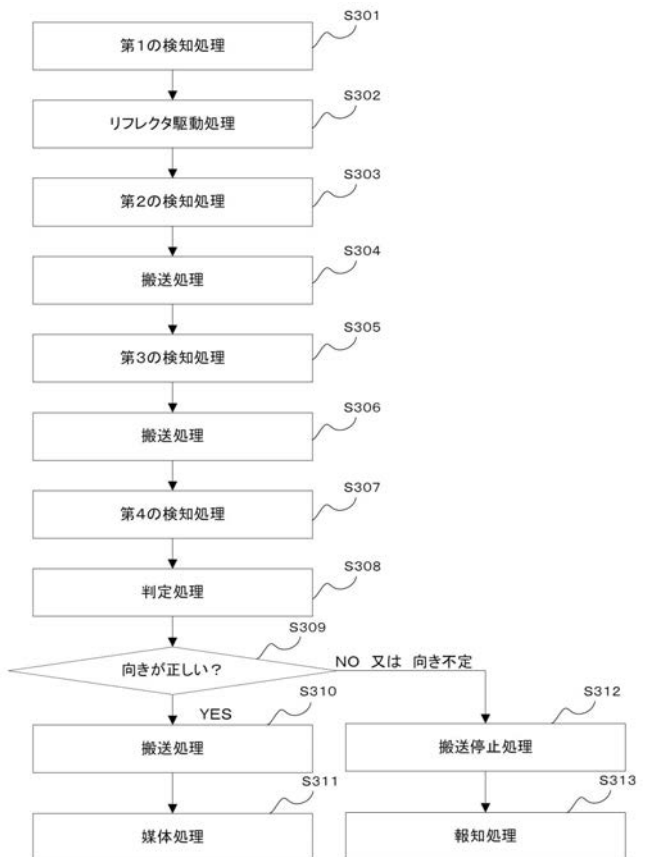 S301
第1の検知処理
S302
リフレクタ駆動処理
S303
第2の検知処理
S304
搬送処理
S305
第3の検知処理
S306
搬送処理
S307
第4の検知処理
S308
判定処理
S309
向きが正しい？
NO 又は 向き不定
YES
S310
搬送処理
S312
搬送停止処理
S311
媒体処理
S313
報知処理